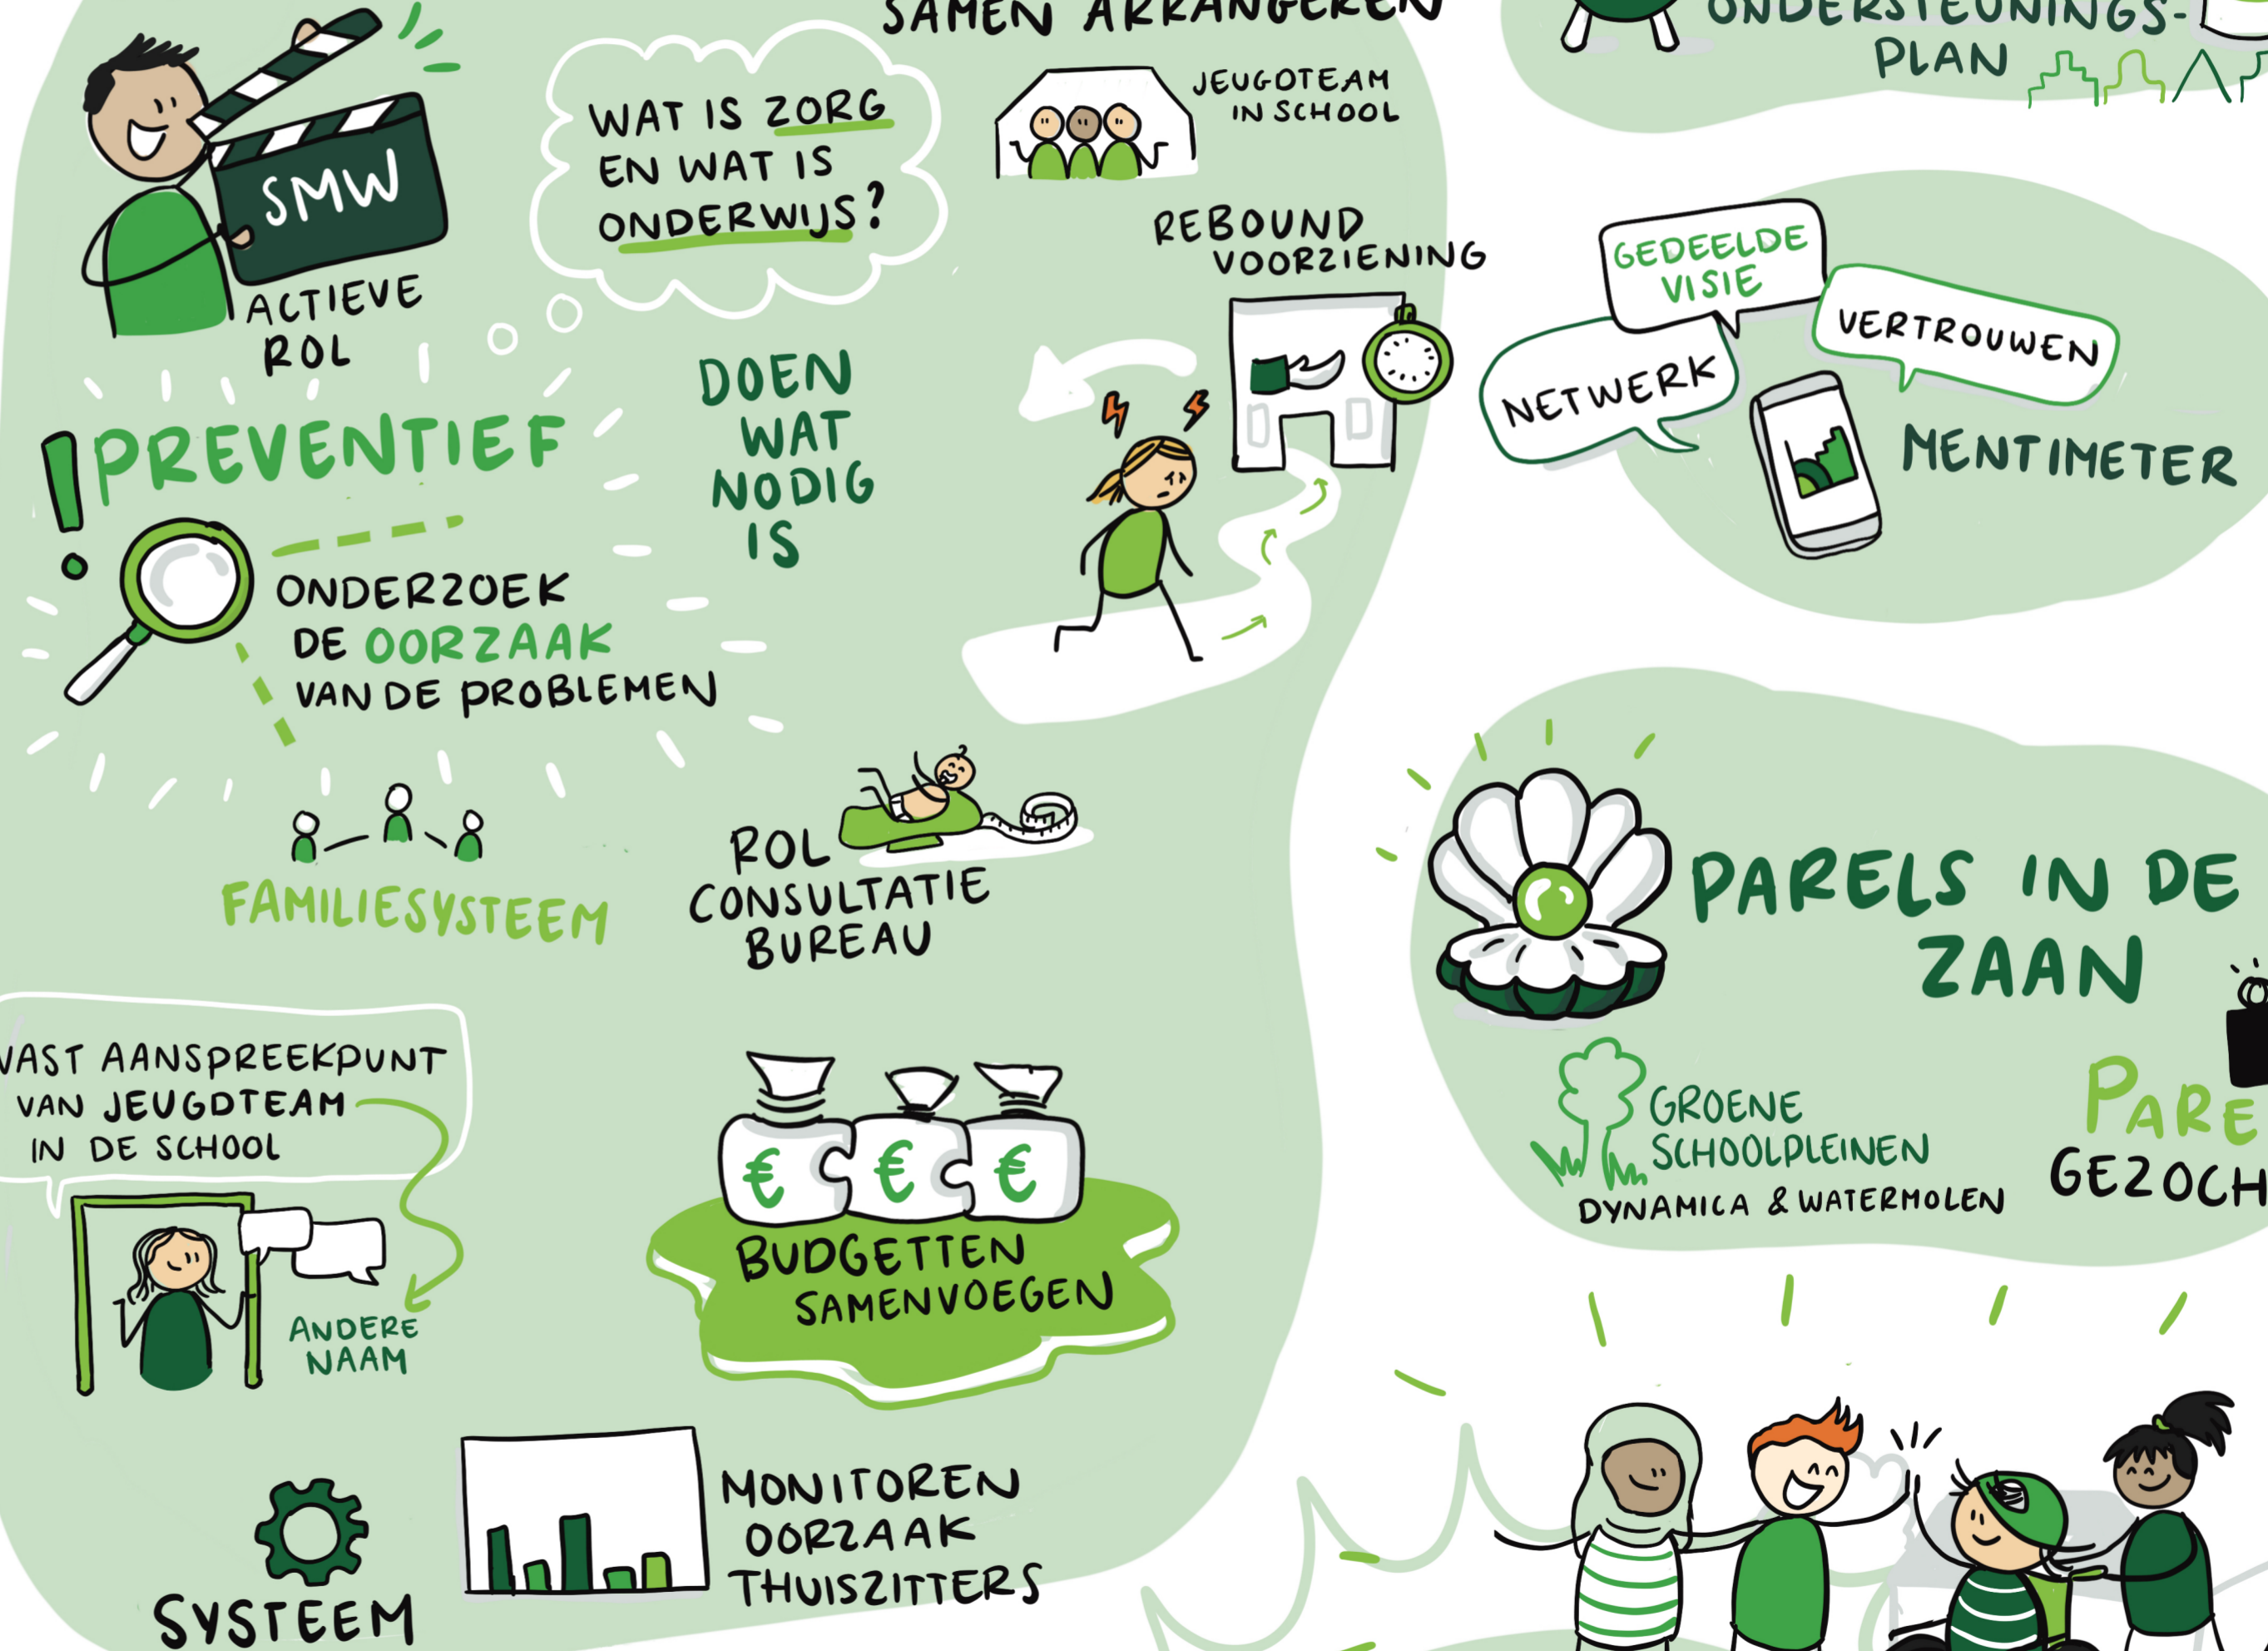 SAMEN ARRANGEREN
SMW
ACTIEVE
ROL
WAT IS ZORG
EN WAT IS
ONDERWIJS?
JEUGDTEAM
IN SCHOOL
REBOUND
VOORZIENING
! PREVENTIEF
ONDERZOEK
DE OORZAAK
VAN DE PROBLEMEN
DOEN
WAT
NODIG
IS
FAMILIESYSTEEM
ROL
CONSULTATIE
BUREAU
VAST AANSPREEKPUNT
VAN JEUGDTEAM
IN DE SCHOOL
ANDERE
NAAM
€ € €
BUDGETTEN
SAMENVOEGEN
SYSTEEM
MONITOREN
OORZAAK
THUISZITTERS
ONDERSTEUNINGS-
PLAN
GEDEELDE
VISIE
NETWERK
VERTROUWEN
MENTIMETER
PARELS IN DE
ZAAN
GROENE
SCHOOLPLEINEN
DYNAMICA & WATERMOLEN
PARE
GEZOCH